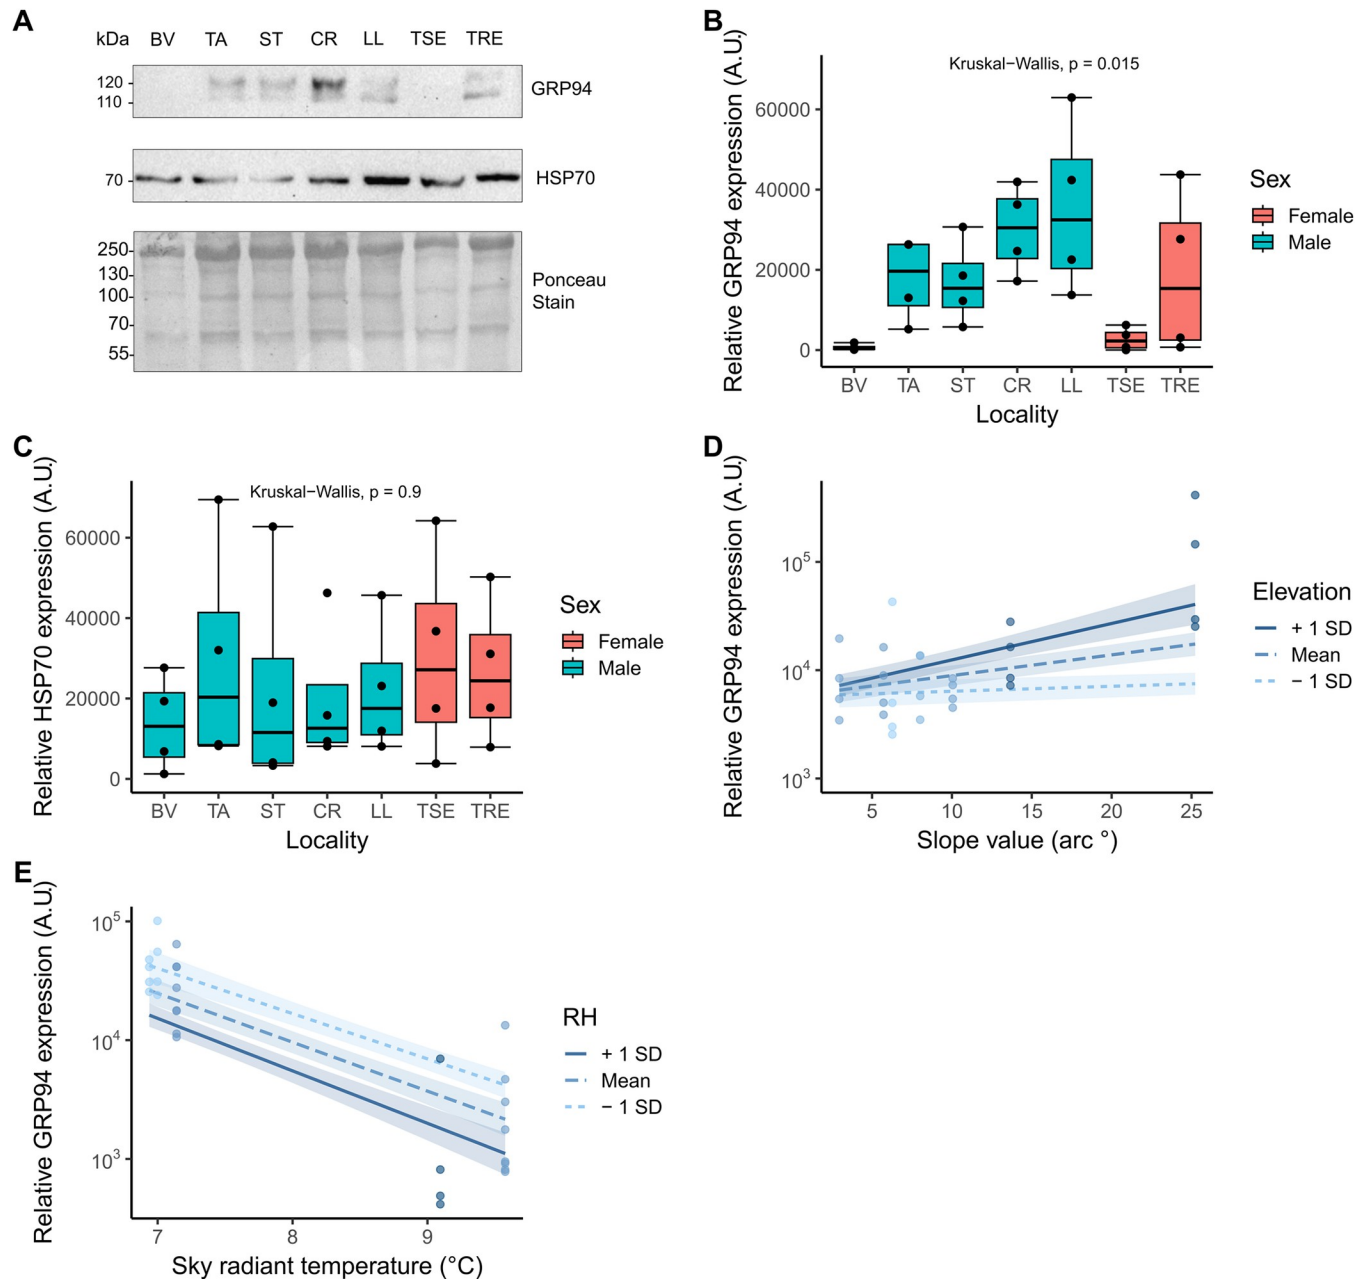 A
kDa BV TA ST CR LL TSE TRE
120
110
GRP94
70
HSP70
250
130
100
70
55
Ponceau
Stain
B
Relative GRP94 expression (A.U.)
Kruskal−Wallis, p = 0.015
60000
40000
20000
0
BV TA ST CR LL TSE TRE
Locality
Sex
Female
Male
C
Relative HSP70 expression (A.U.)
Kruskal−Wallis, p = 0.9
60000
40000
20000
0
BV TA ST CR LL TSE TRE
Locality
Sex
Female
Male
D
Relative GRP94 expression (A.U.)
10⁵
10⁴
10³
5 10 15 20 25
Slope value (arc °)
Elevation
+ 1 SD
Mean
− 1 SD
E
Relative GRP94 expression (A.U.)
10⁵
10⁴
10³
7 8 9
Sky radiant temperature (°C)
RH
+ 1 SD
Mean
− 1 SD